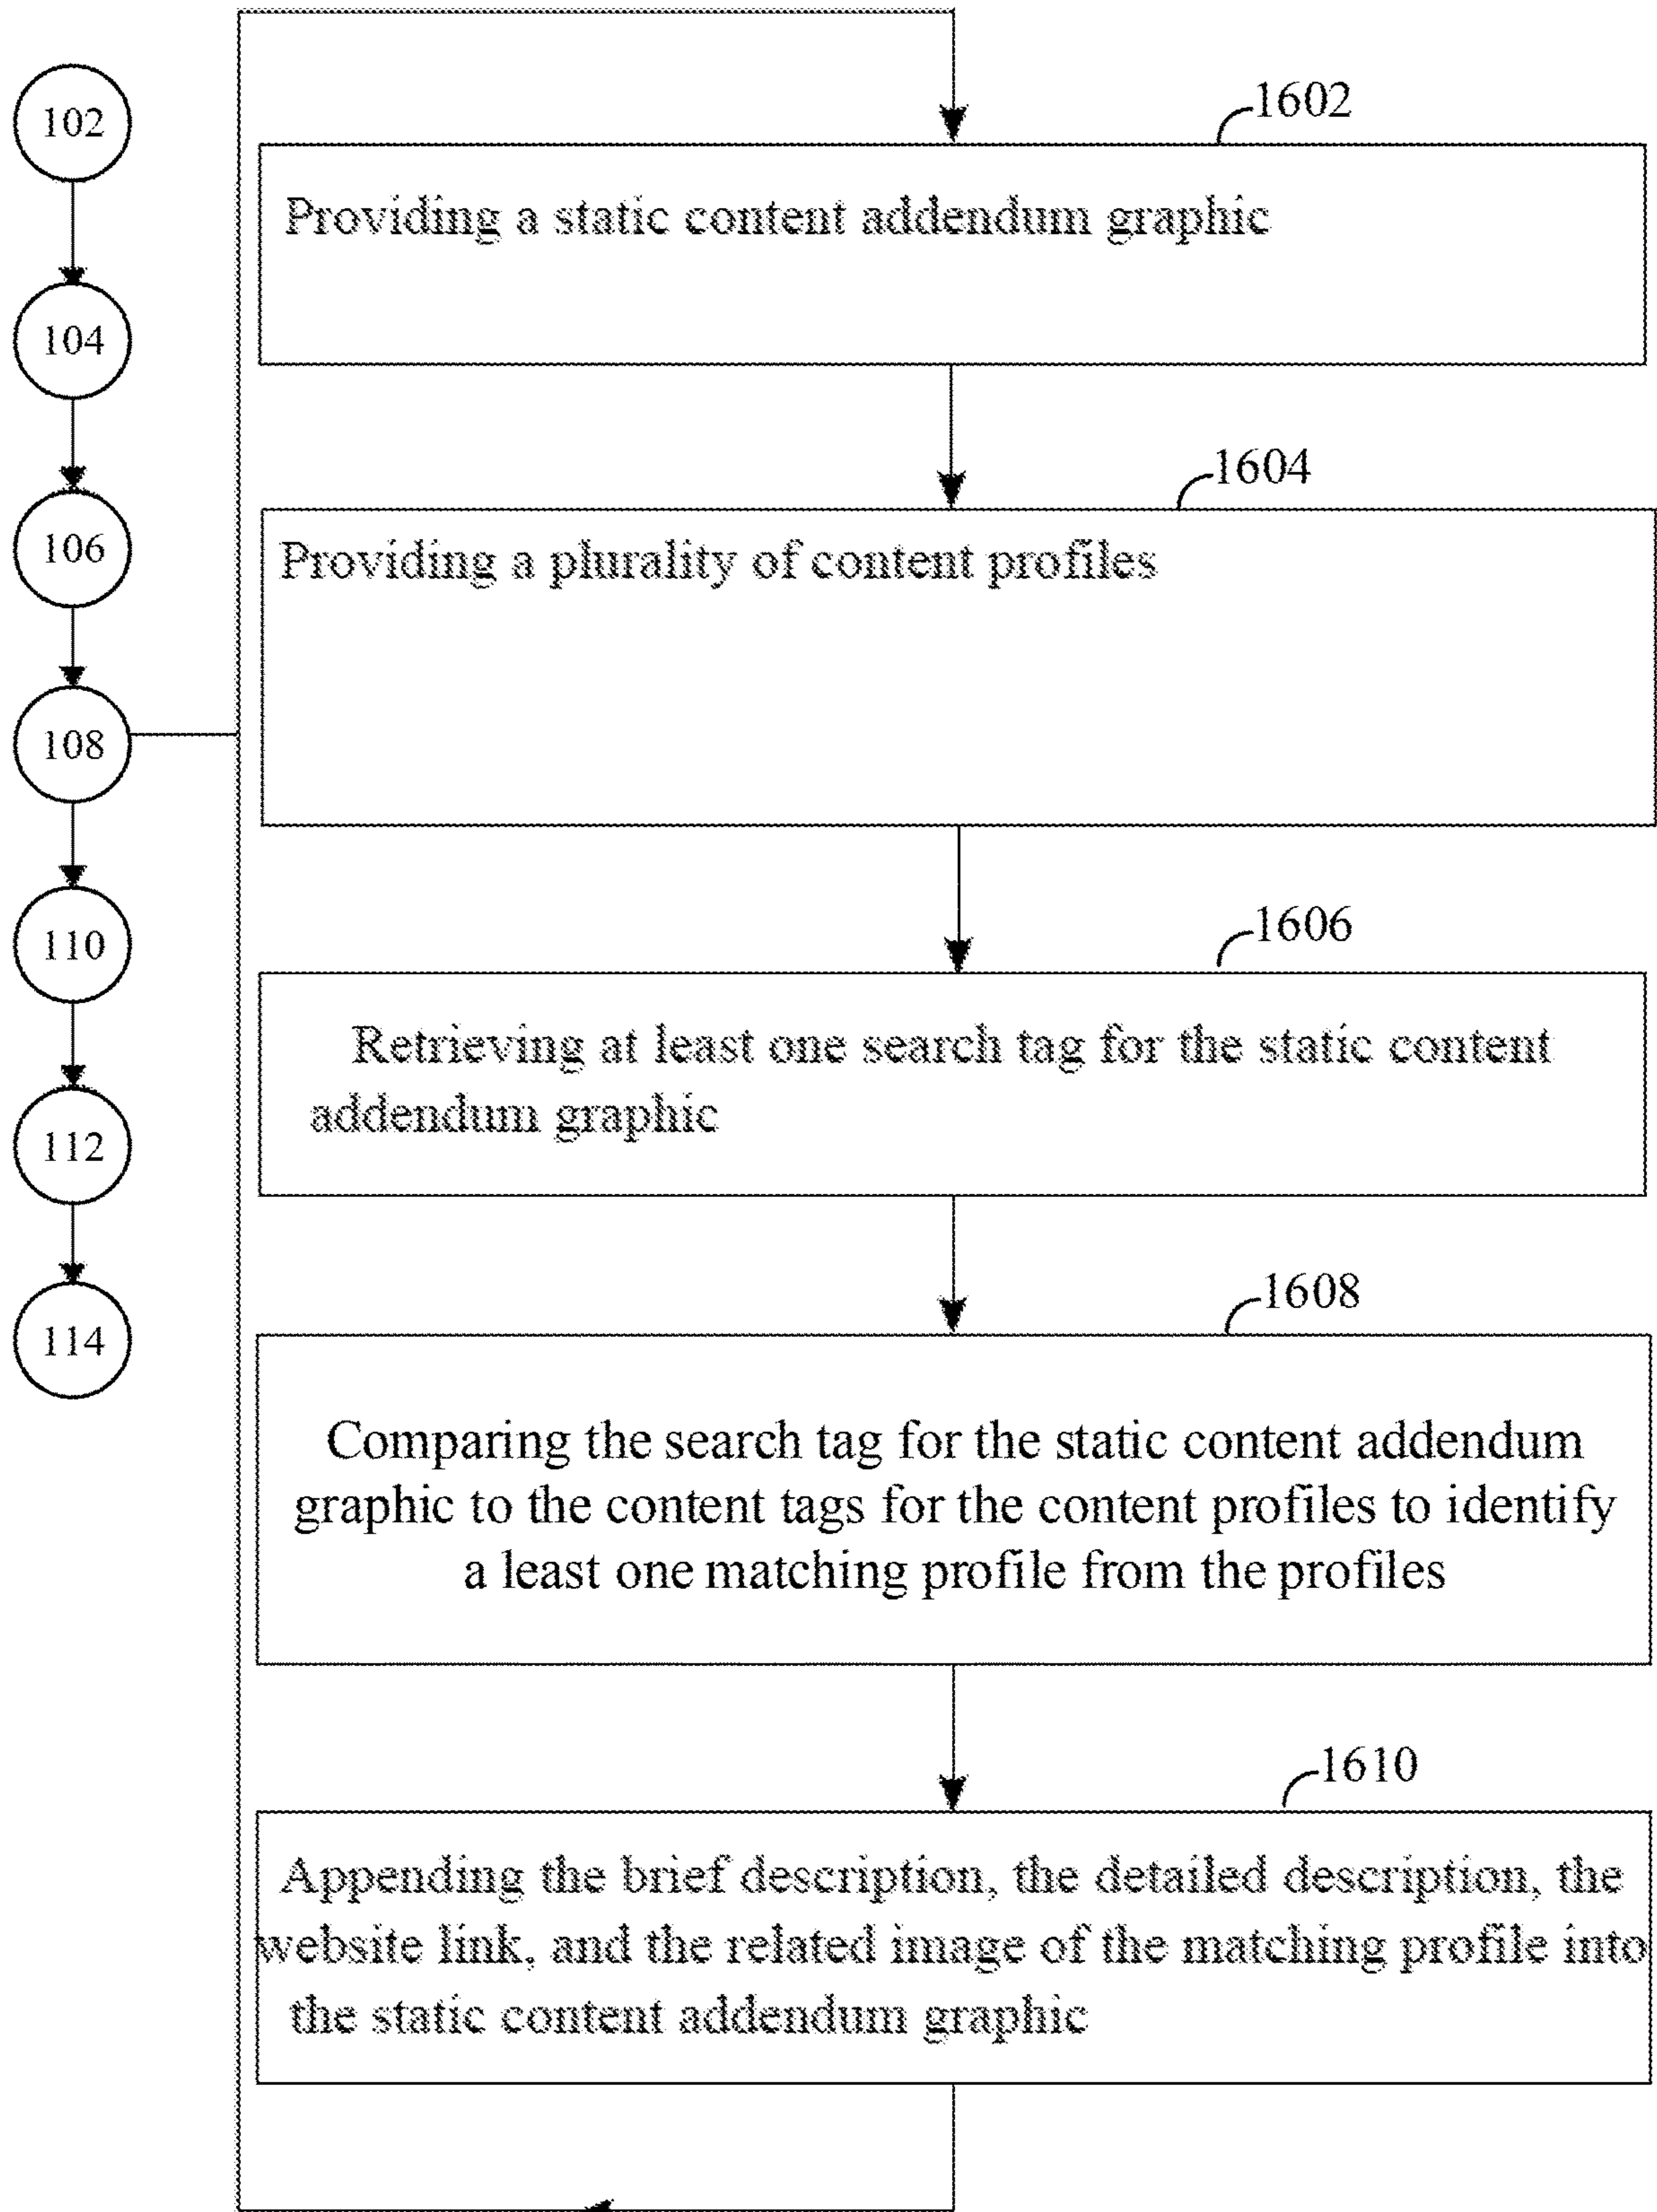 102
104
106
108
110
112
114
1602
Providing a static content addendum graphic
1604
Providing a plurality of content profiles
1606
Retrieving at least one search tag for the static content
addendum graphic
1608
Comparing the search tag for the static content addendum
graphic to the content tags for the content profiles to identify
a least one matching profile from the profiles
1610
Appending the brief description, the detailed description, the
website link, and the related image of the matching profile into
the static content addendum graphic